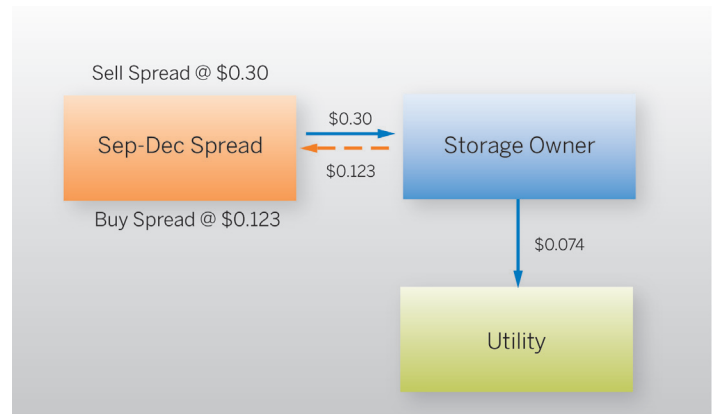 Sell Spread @ $0.30
Sep-Dec Spread
$0.30
$0.123
Storage Owner
Buy Spread @ $0.123
$0.074
Utility